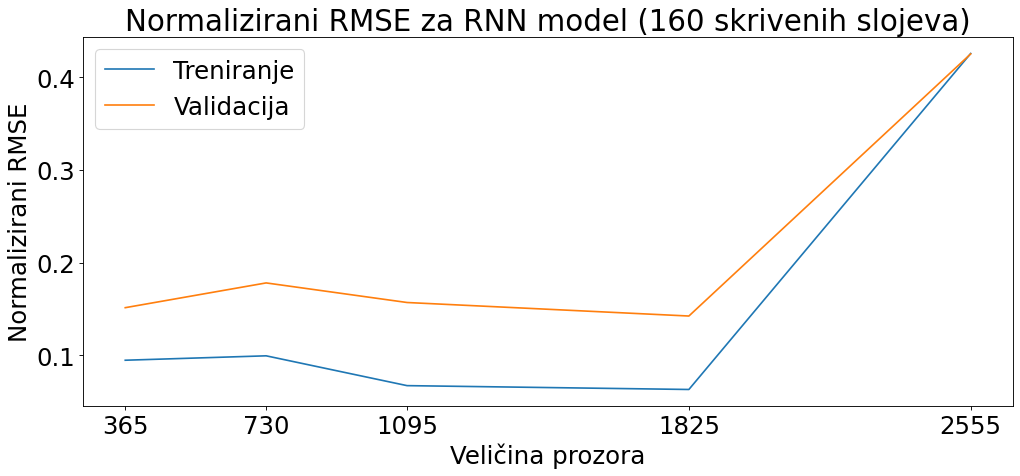 Normalizirani RMSE za RNN model (160 skrivenih slojeva)
Treniranje
Validacija
Normalizirani RMSE
0.4
0.3
0.2
0.1
365 730 1095 1825 2555
Veličina prozora